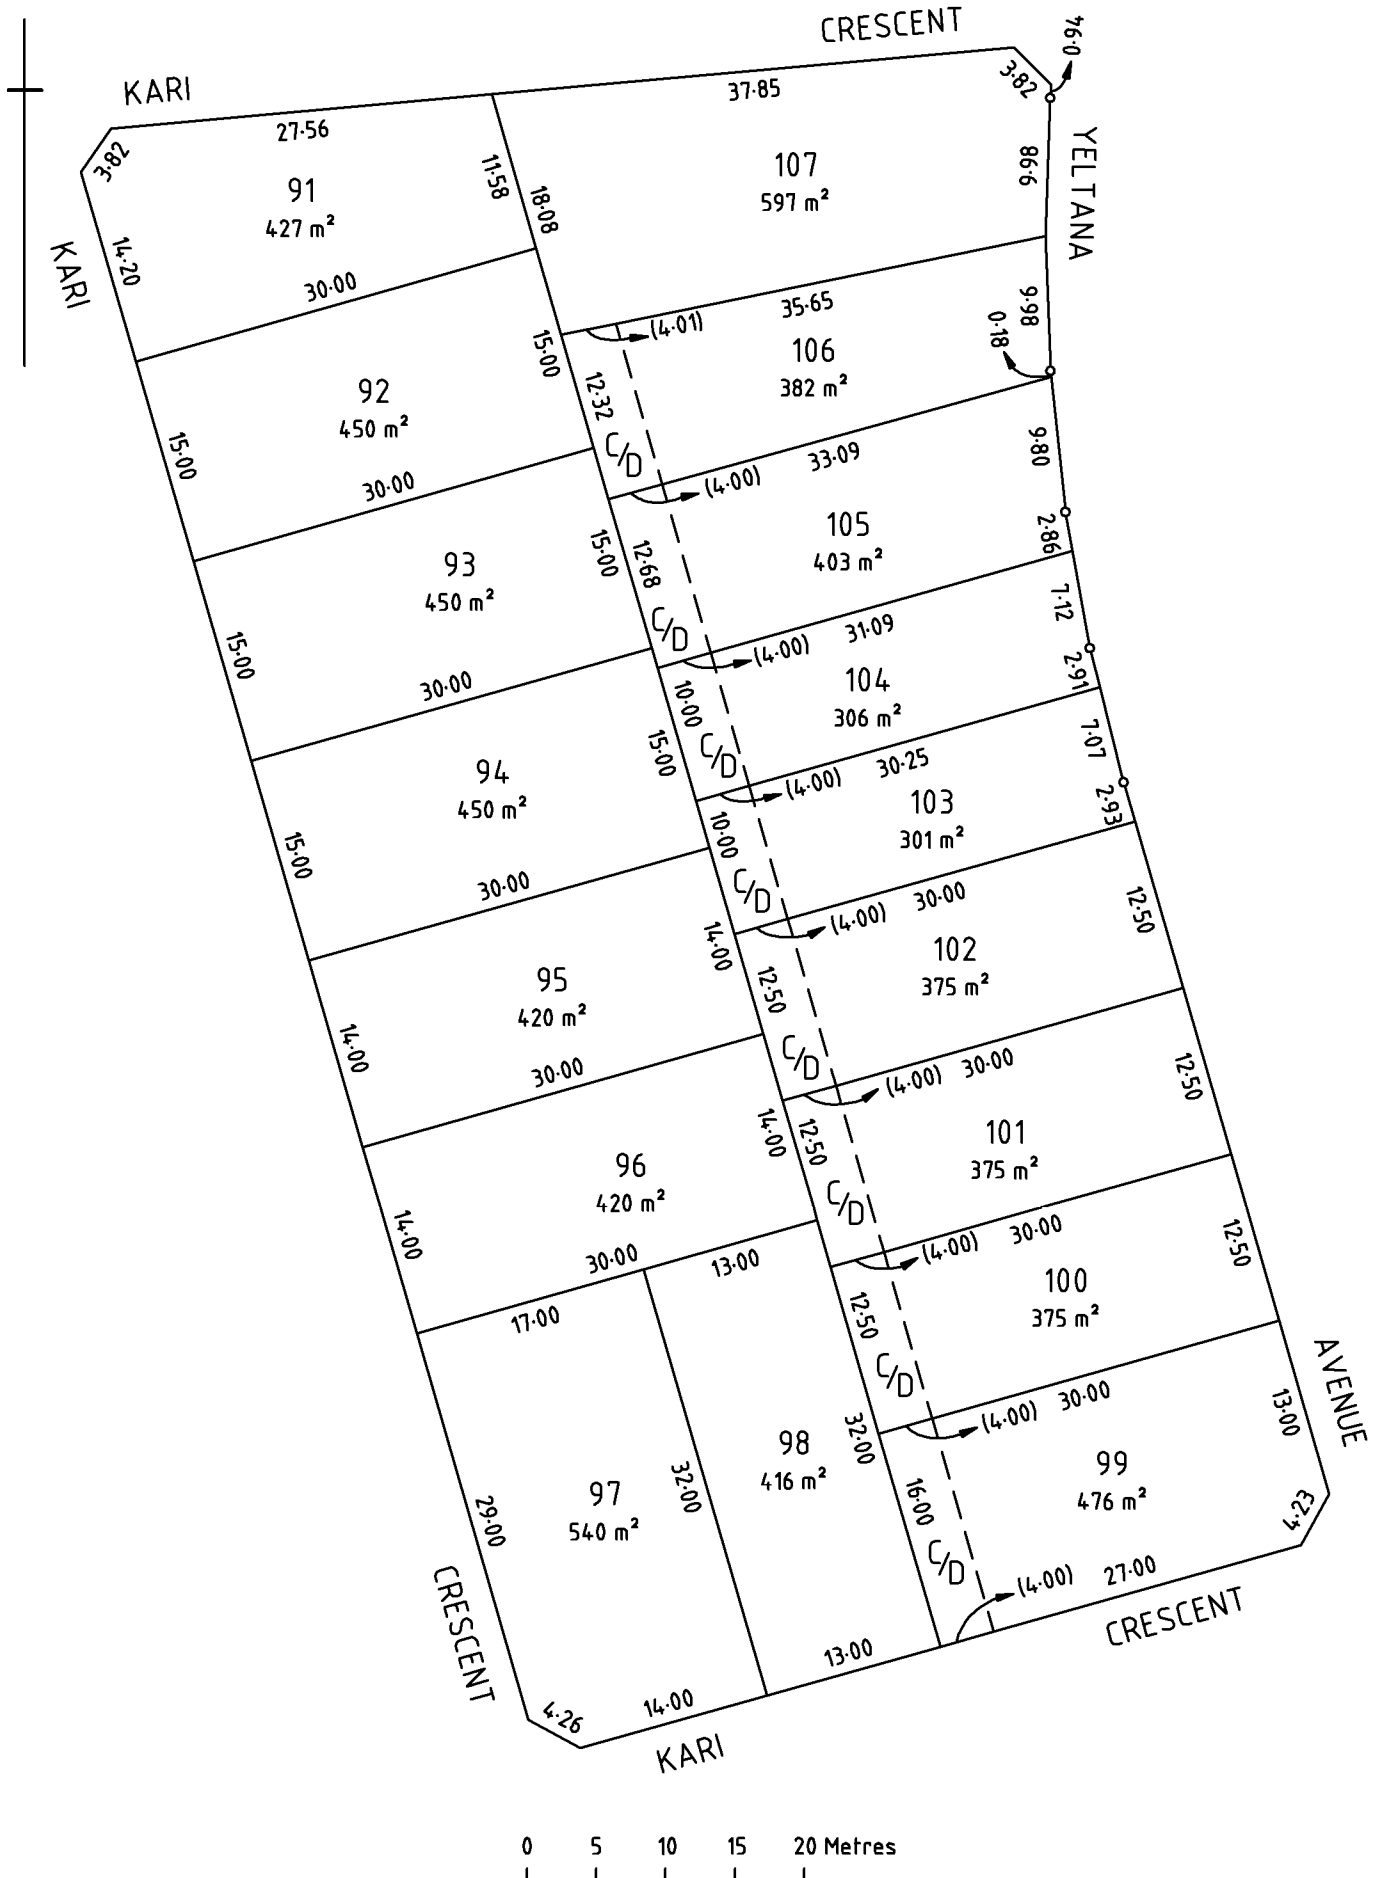 CRESCENT
0·94
KARI
3·82
37·85
27·56
3·82
YELTANA
91
427 m²
11·58
18·08
107
597 m²
9·98
KARI
14·20
30·00
35·65
9·98
0·18
(4·01)
15·00
106
382 m²
92
450 m²
12·32
C/D
15·00
30·00
33·09
(4·00)
9·80
105
403 m²
2·86
93
450 m²
15·00
12·68
C/D
15·00
30·00
31·09
(4·00)
7·12
104
306 m²
2·91
10·00
C/D
94
450 m²
15·00
30·25
(4·00)
7·07
103
301 m²
2·93
15·00
30·00
10·00
C/D
30·00
(4·00)
12·50
95
420 m²
14·00
12·50
102
375 m²
C/D
14·00
30·00
30·00
(4·00)
12·50
96
420 m²
14·00
12·50
101
375 m²
C/D
14·00
30·00
13·00
30·00
(4·00)
12·50
17·00
100
375 m²
12·50
C/D
AVENUE
30·00
(4·00)
13·00
32·00
98
416 m²
99
476 m²
97
540 m²
32·00
29·00
16·00
4·23
C/D
(4·00)
27·00
CRESCENT
CRESCENT
13·00
14·00
4·26
KARI
0 5 10 15 20 Metres